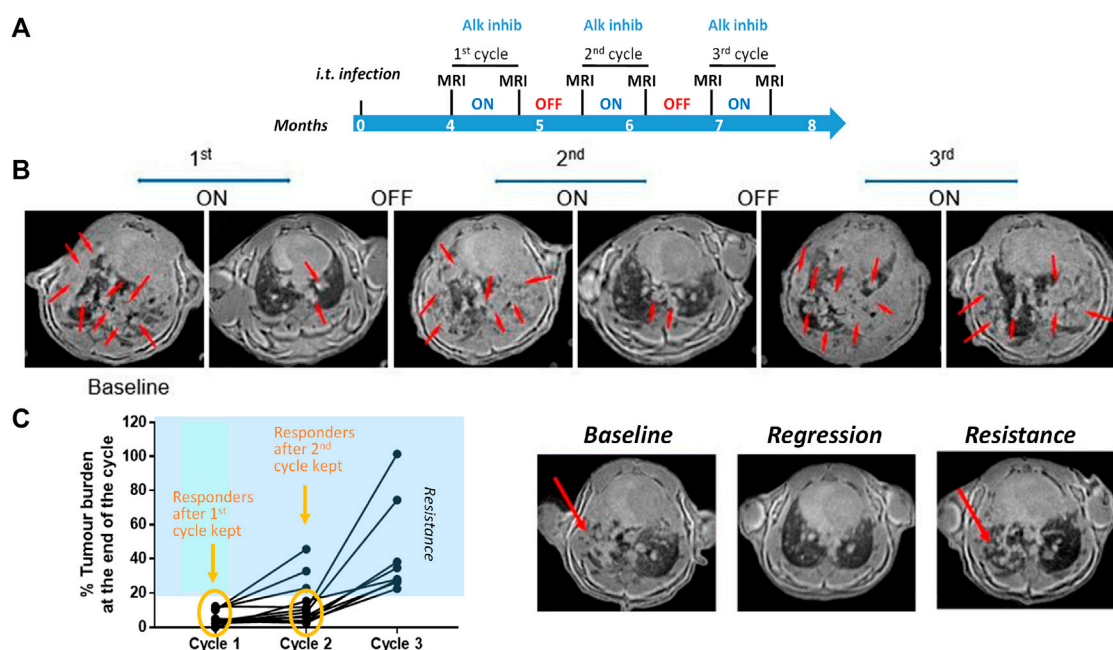 A
Alk inhib Alk inhib Alk inhib
1st cycle 2nd cycle 3rd cycle
i.t. infection
MRI MRI MRI MRI MRI MRI
ON OFF ON OFF ON
Months 0 4 5 6 7 8
B
1st 2nd 3rd
ON OFF ON OFF ON
Baseline
C
% Tumour burden
at the end of the cycle
120
100
80
60
40
20
0
Responders
after 1st
cycle kept
Responders
after 2nd
cycle kept
Resistance
Cycle 1 Cycle 2 Cycle 3
Baseline Regression Resistance